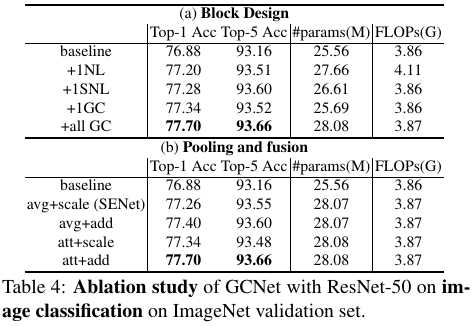 (a) Block Design
Top-1 Acc Top-5 Acc #params(M) FLOPs(G)
baseline 76.88 93.16 25.56 3.86
+1NL 77.20 93.51 27.66 4.11
+1SNL 77.28 93.60 26.61 3.86
+1GC 77.34 93.52 25.69 3.86
+all GC 77.70 93.66 28.08 3.87
(b) Pooling and fusion
Top-1 Acc Top-5 Acc #params(M) FLOPs(G)
baseline 76.88 93.16 25.56 3.86
avg+scale (SENet) 77.26 93.55 28.07 3.87
avg+add 77.40 93.60 28.07 3.87
att+scale 77.34 93.48 28.08 3.87
att+add 77.70 93.66 28.08 3.87
Table 4: Ablation study of GCNet with ResNet-50 on im-
age classification on ImageNet validation set.